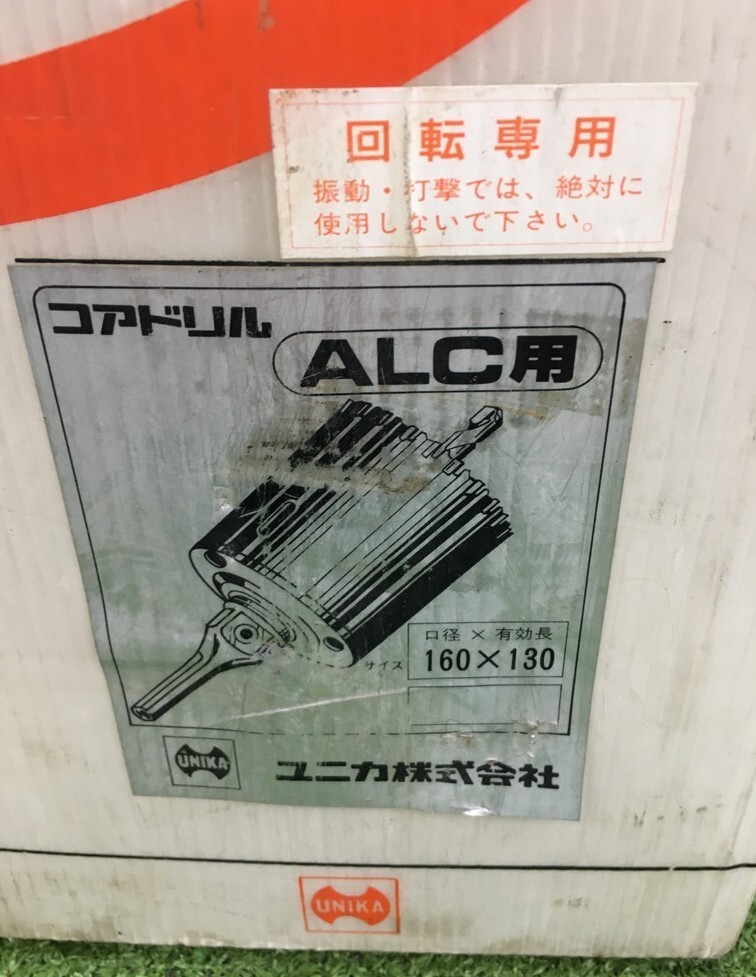 回転専用
振動・打撃では、絶対に
使用しないで下さい。
コアドリル
ALC用
口径 × 有効長
サイズ
160×130
UNIKA
ユニカ株式会社
UNIKA